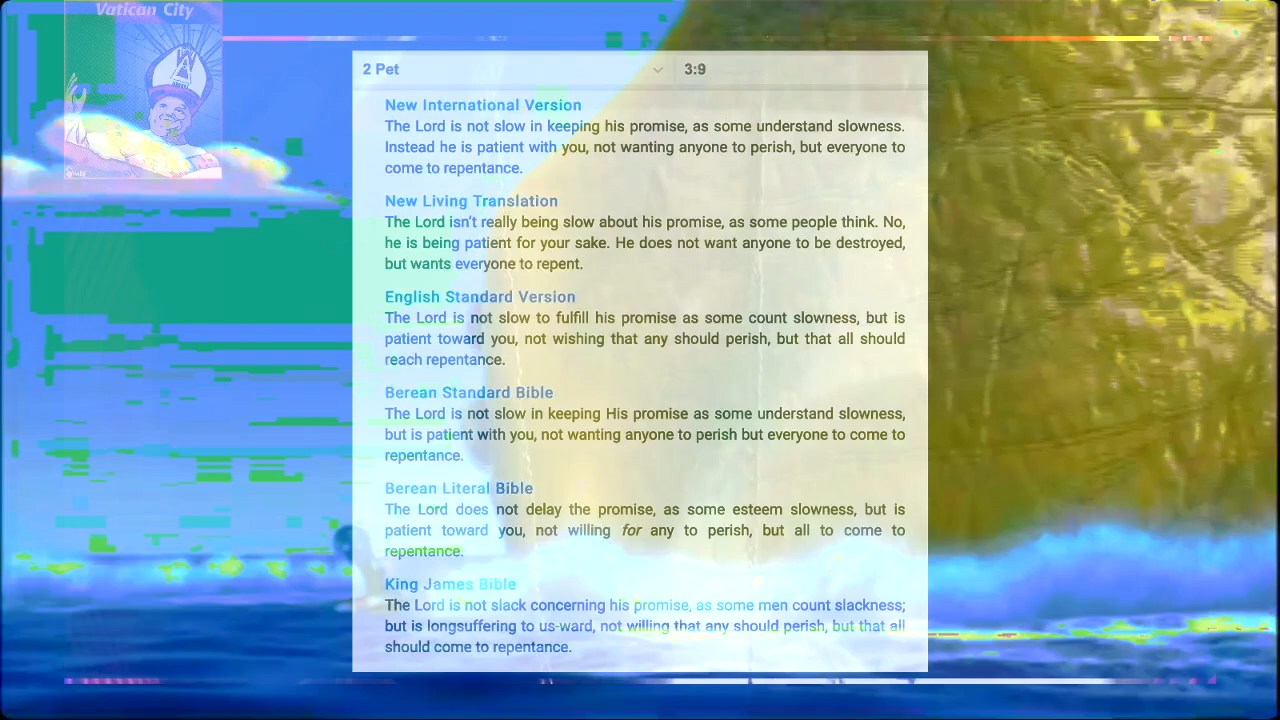 Vatican City
2 Pet 3:9
New International Version
The Lord is not slow in keeping his promise, as some understand slowness.
Instead he is patient with you, not wanting anyone to perish, but everyone to
come to repentance.
New Living Translation
The Lord isn't really being slow about his promise, as some people think. No,
he is being patient for your sake. He does not want anyone to be destroyed,
but wants everyone to repent.
English Standard Version
The Lord is not slow to fulfill his promise as some count slowness, but is
patient toward you, not wishing that any should perish, but that all should
reach repentance.
Berean Standard Bible
The Lord is not slow in keeping His promise as some understand slowness,
but is patient with you, not wanting anyone to perish but everyone to come to
repentance.
Berean Literal Bible
The Lord does not delay the promise, as some esteem slowness, but is
patient toward you, not willing for any to perish, but all to come to
repentance.
King James Bible
The Lord is not slack concerning his promise, as some men count slackness;
but is longsuffering to us-ward, not willing that any should perish, but that all
should come to repentance.